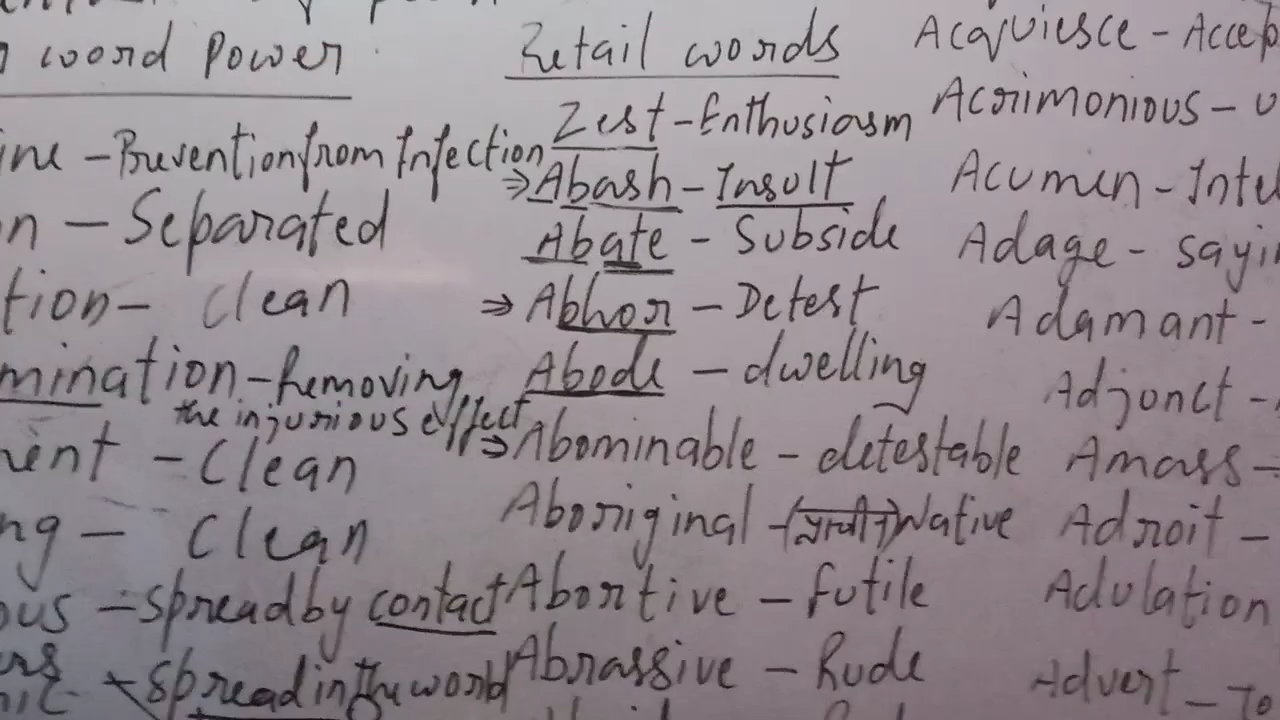 word Power
ine - Prevention from Infection
n - Separated
tion - Clean
mination - Removing
the injurious effect
ent - Clean
ng - Clean
ous - spread by contact
spread in the world
Retail words
Zest - Enthusiasm
⇒ Abash - Insult
Abate - Subside
⇒ Abhor - Detest
Abode - dwelling
⇒ Abominable - detestable
Aboriginal - Native
Abortive - futile
Abrassive - Rude
Acquiesce - Accep
Acrimonious - u
Acumen - Inte
Adage - sayi
Adamant -
Adjonct -
Amass -
Adroit -
Adulation
Advert - To